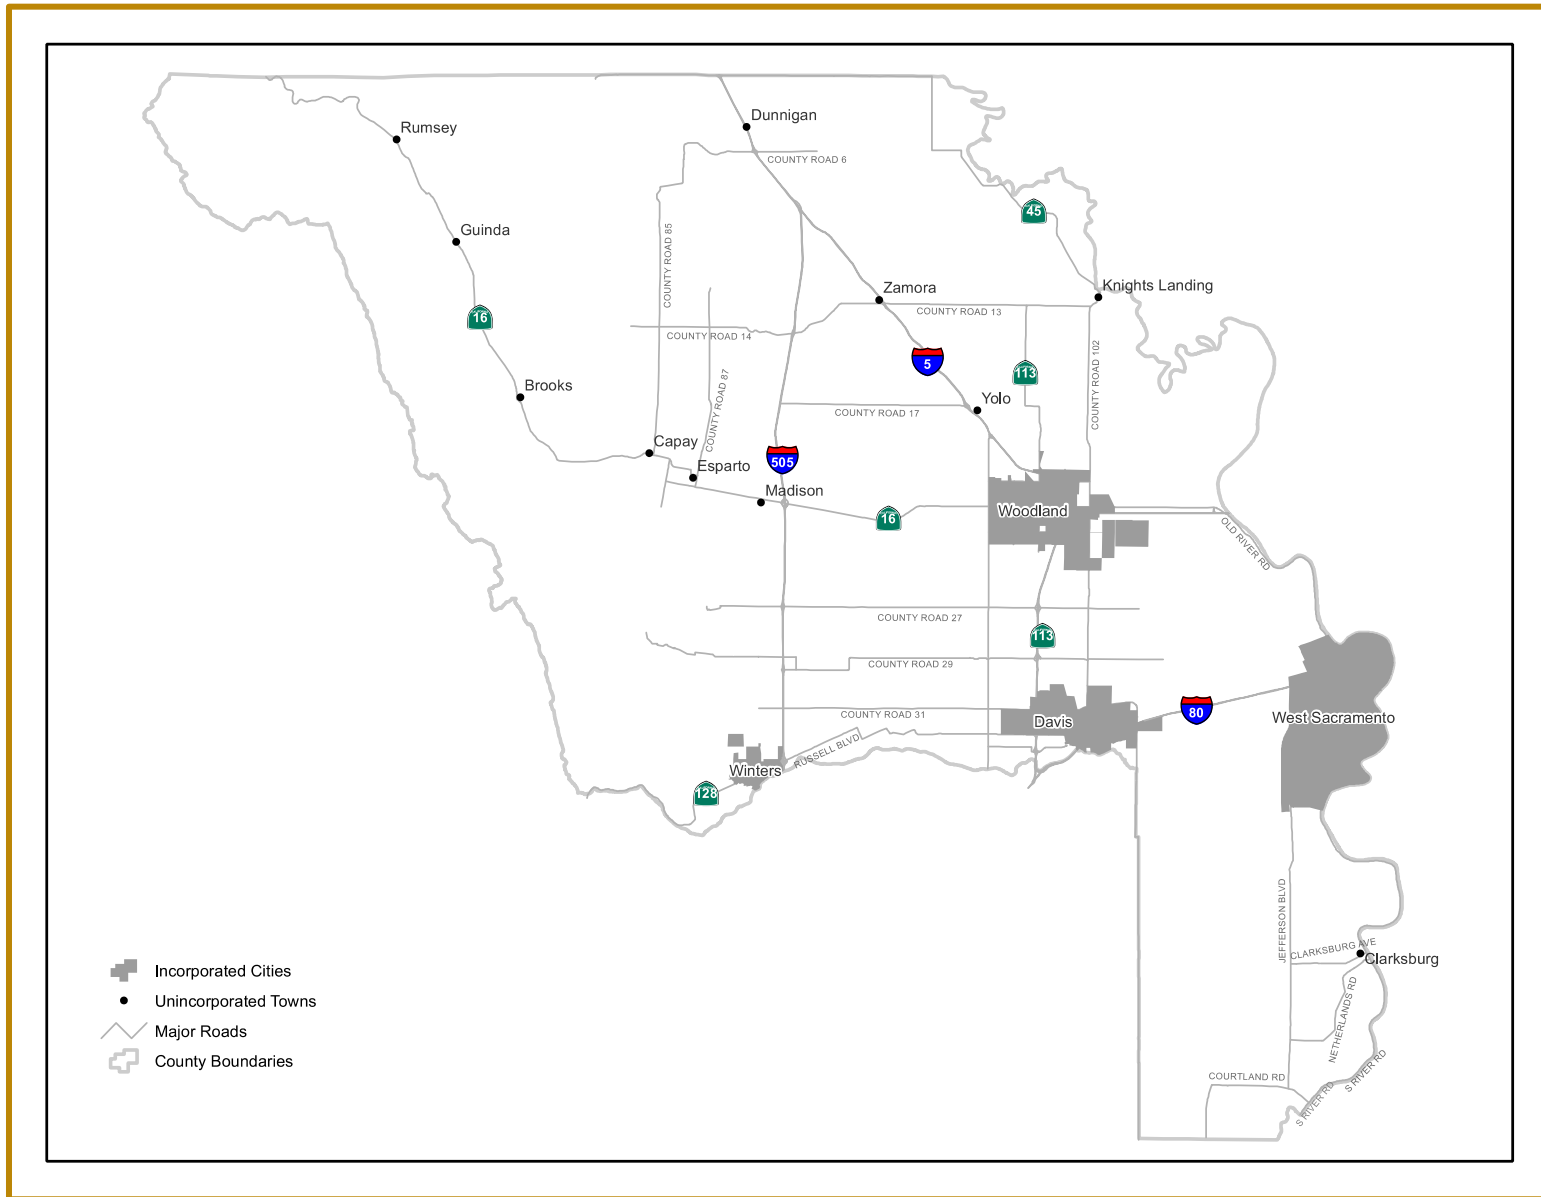 Dunnigan
Rumsey
COUNTY ROAD 6
45
Guinda
COUNTY ROAD 85
Zamora
Knights Landing
COUNTY ROAD 13
16
COUNTY ROAD 14
5
113
COUNTY ROAD 102
Brooks
COUNTY ROAD 87
Yolo
COUNTY ROAD 17
Capay
505
Esparto
Madison
16
Woodland
OLD RIVER RD
COUNTY ROAD 27
113
COUNTY ROAD 29
80
COUNTY ROAD 31
Davis
West Sacramento
RUSSELL BLVD
Winters
128
JEFFERSON BLVD
CLARKSBURG AVE
Clarksburg
NETHERLANDS RD
S RIVER RD
COURTLAND RD
S RIVER RD
Incorporated Cities
Unincorporated Towns
Major Roads
County Boundaries